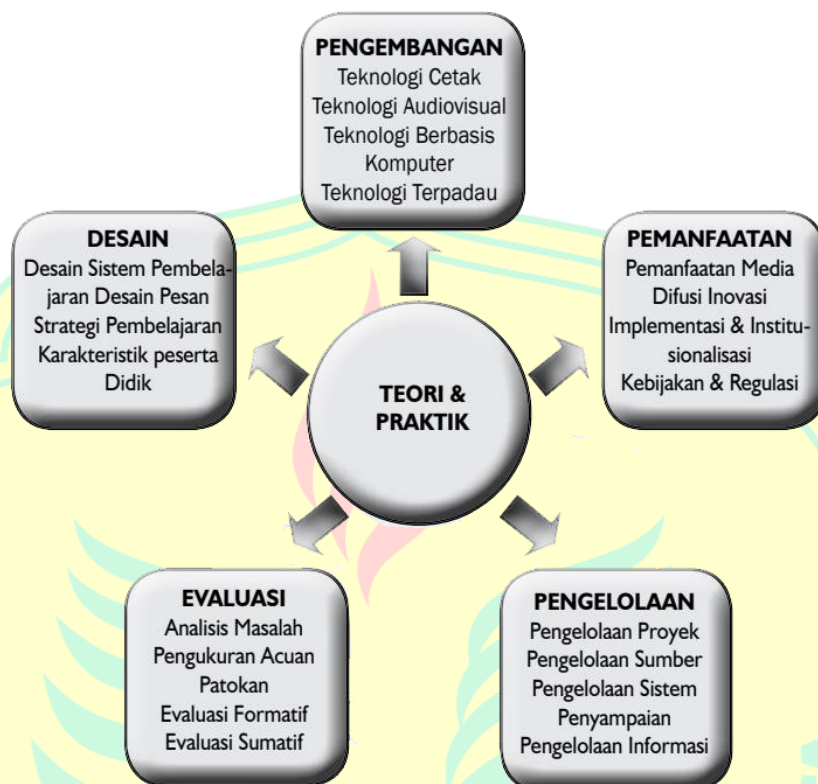 PENGEMBANGAN
Teknologi Cetak
Teknologi Audiovisual
Teknologi Berbasis
Komputer
Teknologi Terpadau
DESAIN
Desain Sistem Pembela-
jaran Desain Pesan
Strategi Pembelajaran
Karakteristik peserta
Didik
PEMANFAATAN
Pemanfaatan Media
Difusi Inovasi
Implementasi & Institu-
sionalisasi
Kebijakan & Regulasi
TEORI &
PRAKTIK
EVALUASI
Analisis Masalah
Pengukuran Acuan
Patokan
Evaluasi Formatif
Evaluasi Sumatif
PENGELOLAAN
Pengelolaan Proyek
Pengelolaan Sumber
Pengelolaan Sistem
Penyampaian
Pengelolaan Informasi